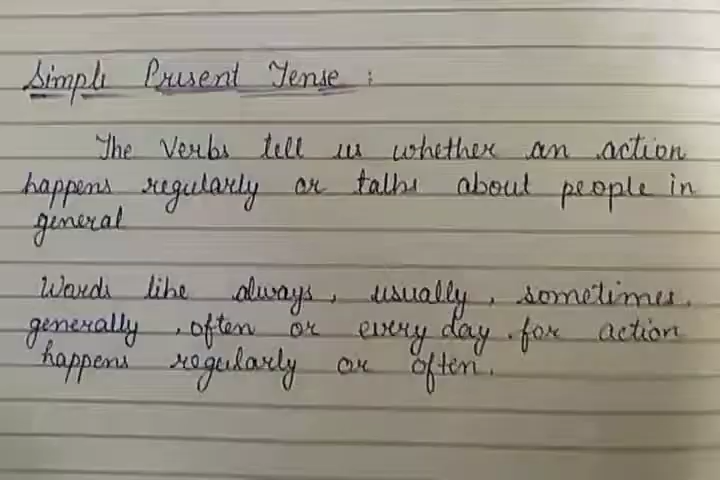 Simple Present Tense :
The Verbs tell us whether an action
happens regularly or talks about people in
general
Words like always, usually, sometimes,
generally, often or every day for action
happens regularly or often.